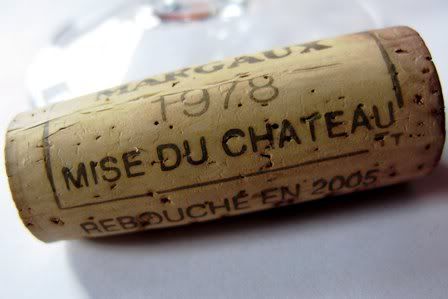 MARGAUX
1978
MISE DU CHATEAU
REBOUCHÉ EN 2005